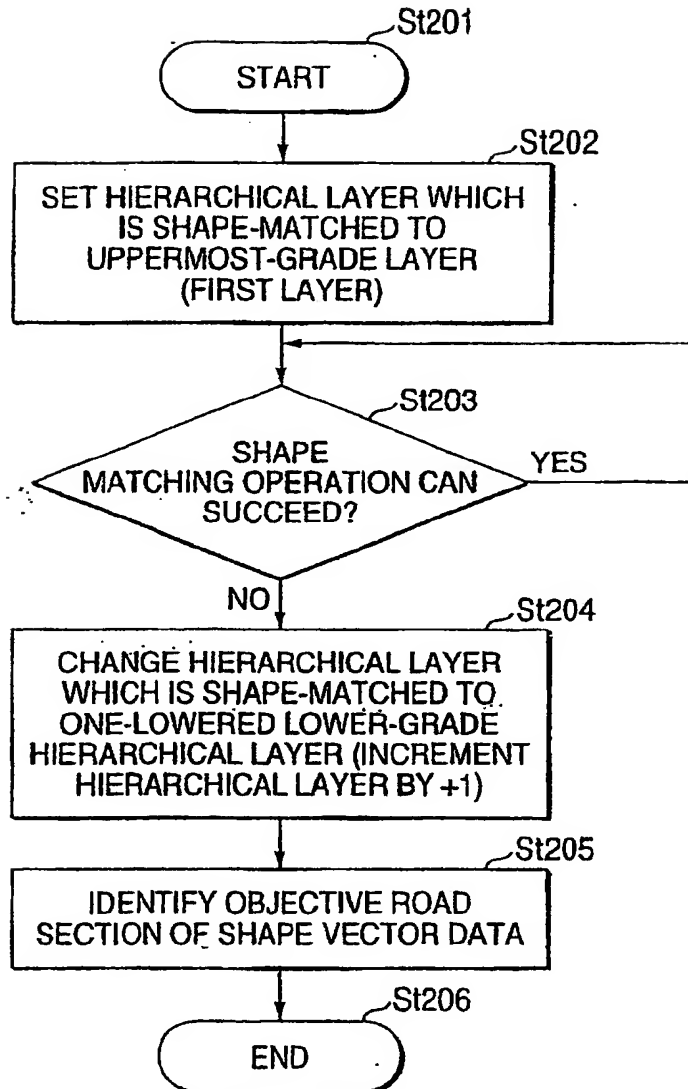 St201
START
St202
SET HIERARCHICAL LAYER WHICH
IS SHAPE-MATCHED TO
UPPERMOST-GRADE LAYER
(FIRST LAYER)
St203
SHAPE
MATCHING OPERATION CAN
SUCCEED?
YES
NO
St204
CHANGE HIERARCHICAL LAYER
WHICH IS SHAPE-MATCHED TO
ONE-LOWERED LOWER-GRADE
HIERARCHICAL LAYER (INCREMENT
HIERARCHICAL LAYER BY +1)
St205
IDENTIFY OBJECTIVE ROAD
SECTION OF SHAPE VECTOR DATA
St206
END